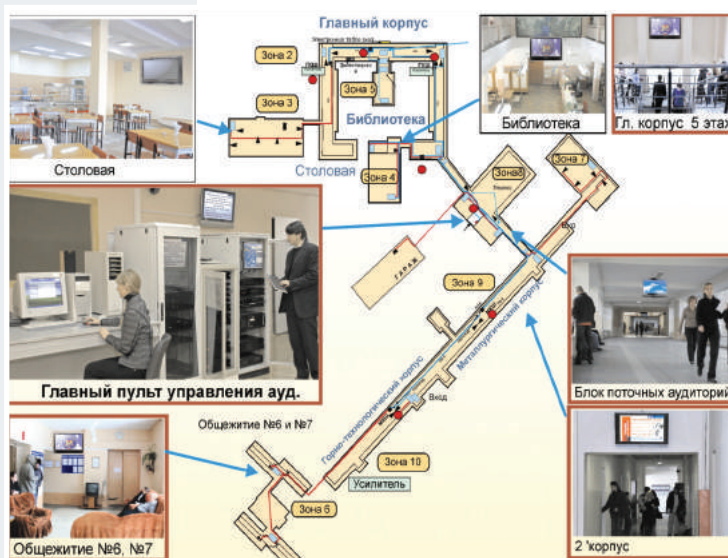 Главный корпус
Зона 2
Зона 5
Зона 3
Библиотека
Столовая
Зона 4
Столовая
Библиотека
Гл. корпус 5 этаж
Зона 7
Зона8
ГАРАЖ
Вход
Зона 9
Металлургический корпус
Главный пульт управления ауд.
Блок поточных аудиторий
Горно-технологический корпус
Вход
Общежитие №6 и №7
Зона 10
Усилитель
Зона 6
Общежитие №6, №7
2 'корпус